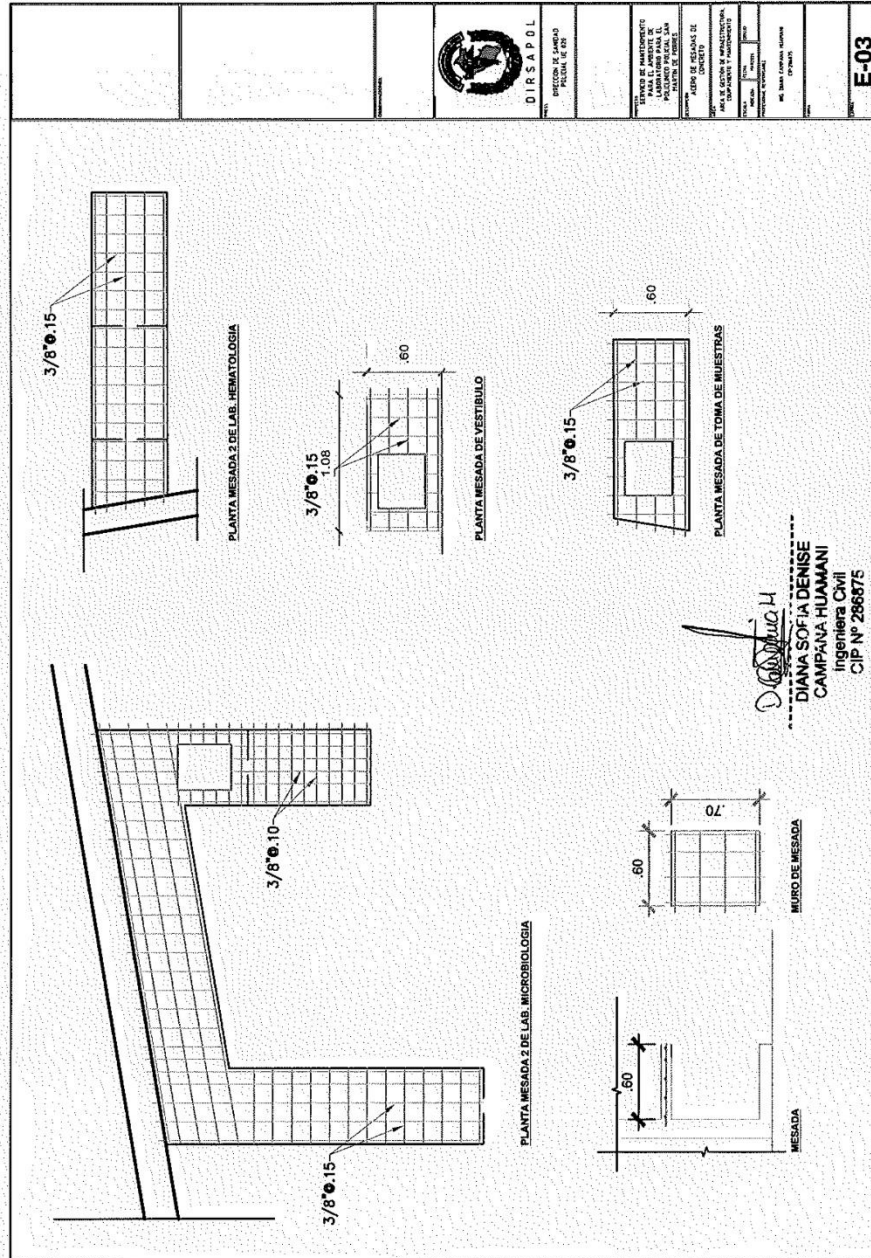 3/8"@.15
PLANTA MESADA 2 DE LAB. HEMATOLOGIA
3/8"@.15
1.08
.60
PLANTA MESADA DE VESTIBULO
3/8"@.15
.60
PLANTA MESADA DE TOMA DE MUESTRAS
3/8"@.10
3/8"@.15
PLANTA MESADA 2 DE LAB. MICROBIOLOGIA
.60
MESADA
.60
.70
MURO DE MESADA
DIANA SOFIA DENISE
CAMPAÑA HUAMANI
Ingeniera Civil
CIP Nº 286875
DIRSAPOL
DIRECCION DE SANIDAD
POLICIAL UE 020
SERVICIO DE MANTENIMIENTO
PARA EL AMBIENTE DE
LABORATORIO PARA EL
POLICLINICO POLICIAL SAN
MARTIN DE PORRES
ACERO DE MESADAS DE
CONCRETO
AREA DE GESTION DE INFRAESTRUCTURA,
EQUIPAMIENTO Y MANTENIMIENTO
E-03